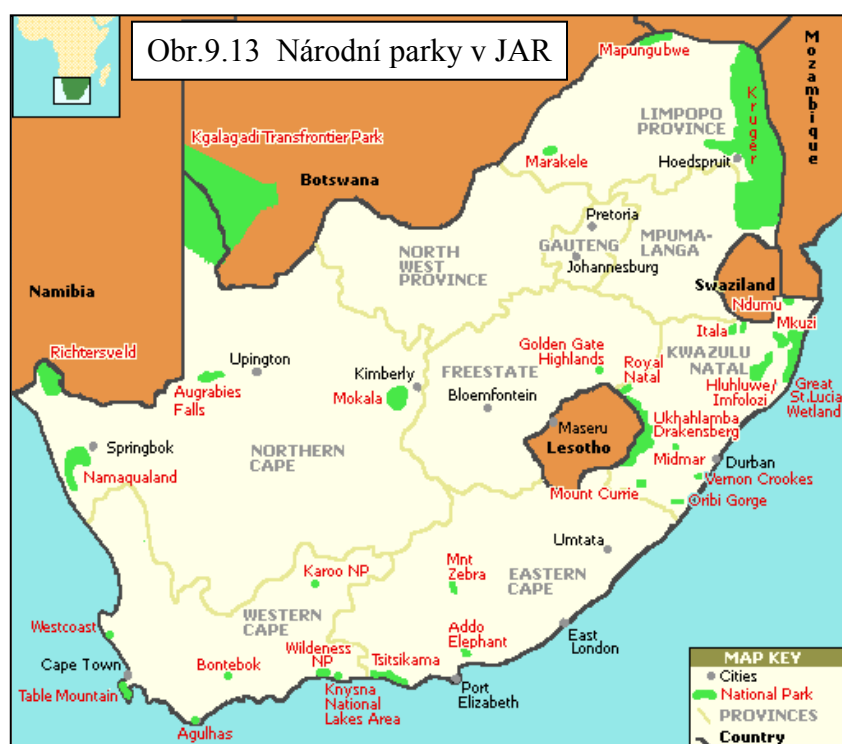 Obr.9.13 Národní parky v JAR
Mapungubwe
Mozambique
Kruger
LIMPOPO
PROVINCE
Kgalagadi Transfrontier Park
Marakele
Hoedspruit
Botswana
Pretoria
NORTH
WEST
PROVINCE
GAUTENG
MPUMA-
LANGA
Johannesburg
Namibia
Swaziland
Ndumu
Mkuzi
Itala
Richtersveld
Upington
Augrabies
Falls
Kimberly
Mokala
FREESTATE
Bloemfontein
Golden Gate
Highlands
Royal
Natal
KWAZULU
NATAL
Hluhluwe/
Imfolozi
Great
St.Lucia
Wetland
Maseru
Lesotho
Ukhahlamba
Drakensberg
Midmar
Durban
Vernon Crookes
Oribi Gorge
Mount Currie
Springbok
Namaqualand
NORTHERN
CAPE
Umtata
Karoo NP
Mnt
Zebra
EASTERN
CAPE
WESTERN
CAPE
Westcoast
Addo
Elephant
East
London
Cape Town
Bontebok
Wilderness
NP
Tsitsikama
Table Mountain
Knysna
National
Lakes Area
Port
Elizabeth
Agulhas
MAP KEY
Cities
National Park
PROVINCES
Country